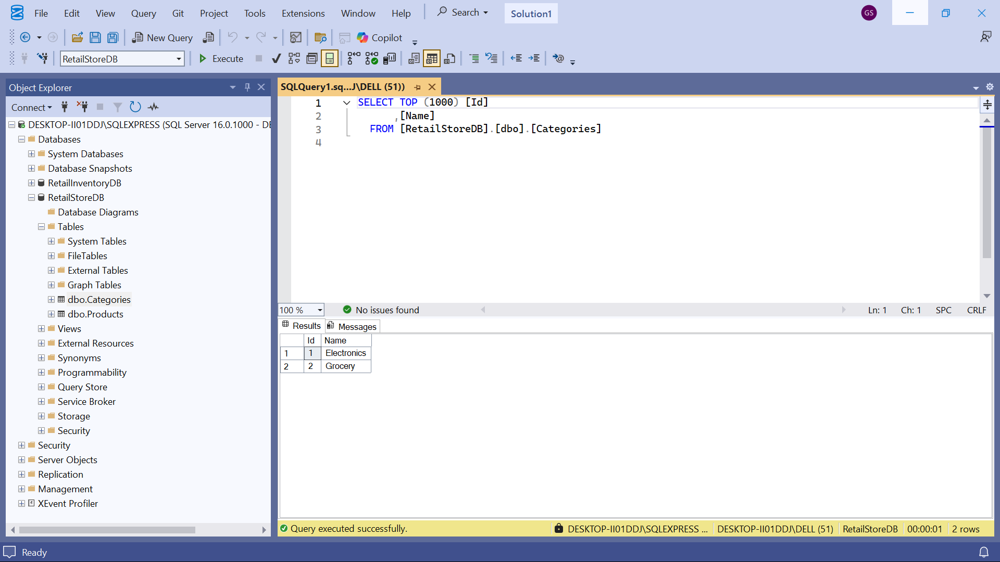 File Edit View Query Git Project Tools Extensions Window Help Search Solution1 GS
New Query Copilot
RetailStoreDB Execute
Object Explorer
Connect
DESKTOP-II01DDJ\SQLEXPRESS (SQL Server 16.0.1000 - DE
Databases
System Databases
Database Snapshots
RetailInventoryDB
RetailStoreDB
Database Diagrams
Tables
System Tables
FileTables
External Tables
Graph Tables
dbo.Categories
dbo.Products
Views
External Resources
Synonyms
Programmability
Query Store
Service Broker
Storage
Security
Security
Server Objects
Replication
Management
XEvent Profiler
SQLQuery1.sq...J\DELL (51))
1 SELECT TOP (1000) [Id]
2 ,[Name]
3 FROM [RetailStoreDB].[dbo].[Categories]
4
100 % No issues found Ln: 1 Ch: 1 SPC CRLF
Results Messages
Id Name
1 1 Electronics
2 2 Grocery
Query executed successfully. DESKTOP-II01DDJ\SQLEXPRESS ... DESKTOP-II01DDJ\DELL (51) RetailStoreDB 00:00:01 2 rows
Ready